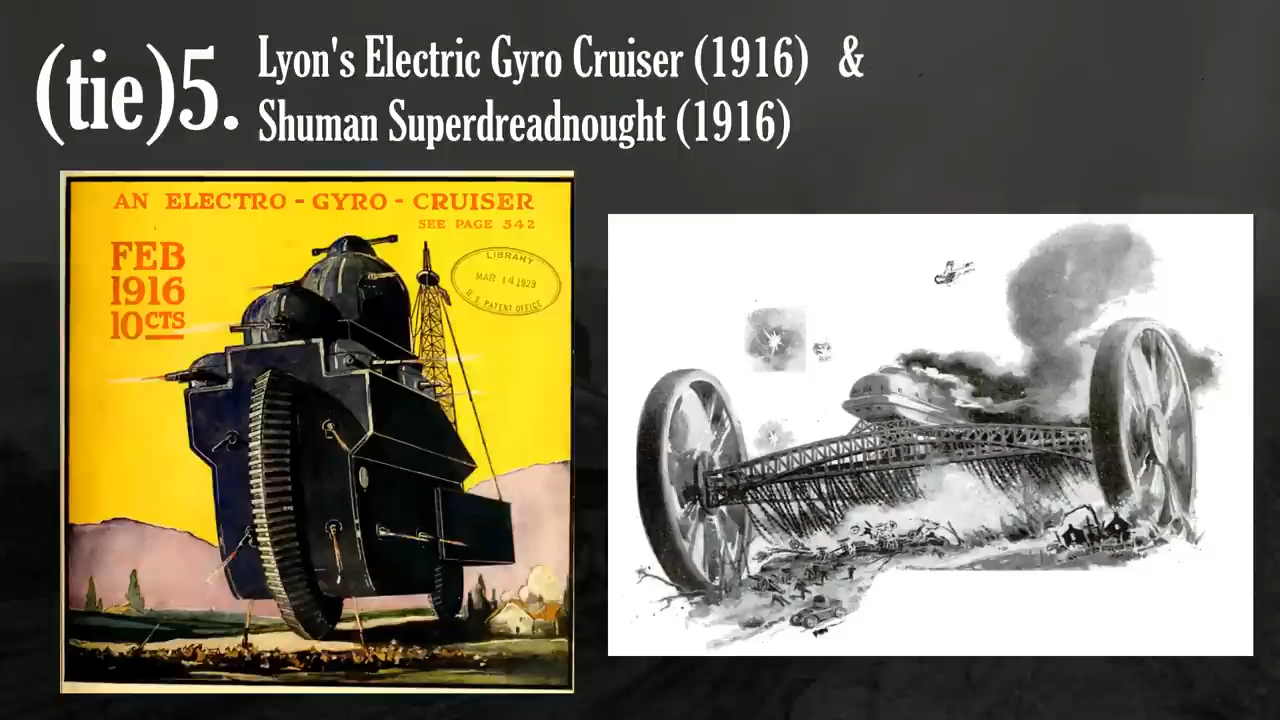 (tie)5.
Lyon's Electric Gyro Cruiser (1916) &
Shuman Superdreadnought (1916)
AN ELECTRO - GYRO - CRUISER
SEE PAGE 542
FEB
1916
10CTS
LIBRARY
MAR 14 1929
U.S. PATENT OFFICE